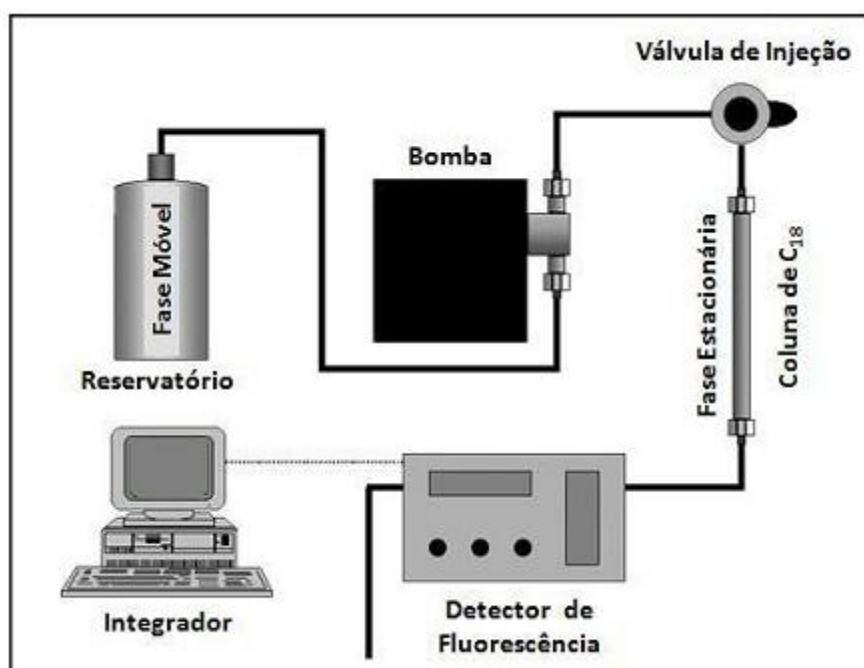 Válvula de Injeção
Bomba
Fase Móvel
Reservatório
Fase Estacionária
Coluna de C₁₈
Integrador
Detector de
Fluorescência